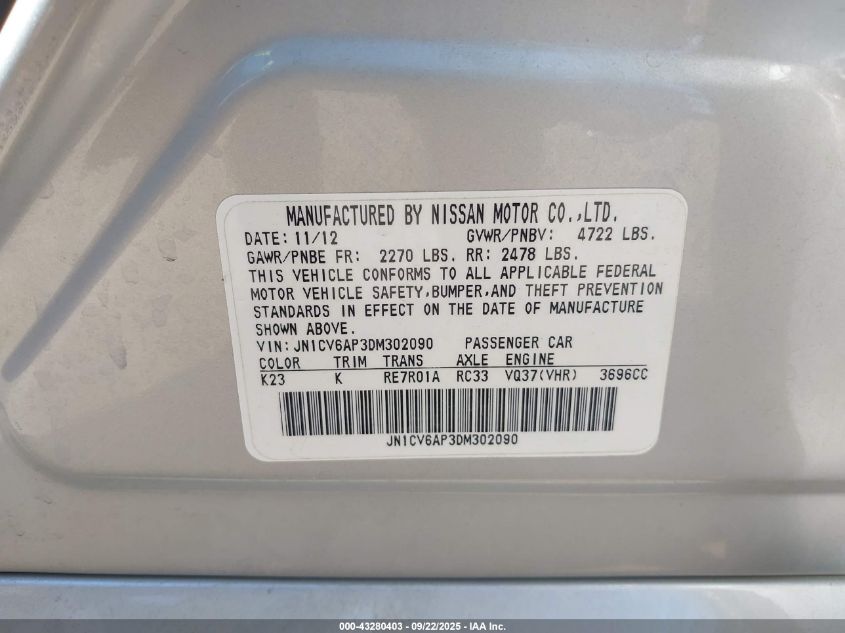 MANUFACTURED BY NISSAN MOTOR CO.,LTD.
DATE: 11/12 GVWR/PNBV: 4722 LBS.
GAWR/PNBE FR: 2270 LBS. RR: 2478 LBS.
THIS VEHICLE CONFORMS TO ALL APPLICABLE FEDERAL
MOTOR VEHICLE SAFETY,BUMPER,AND THEFT PREVENTION
STANDARDS IN EFFECT ON THE DATE OF MANUFACTURE
SHOWN ABOVE.
VIN: JN1CV6AP3DM302090 PASSENGER CAR
COLOR TRIM TRANS AXLE ENGINE
K23 K RE7R01A RC33 VQ37(VHR) 3696CC
JN1CV6AP3DM302090
000-43280403 - 09/22/2025 - IAA Inc.